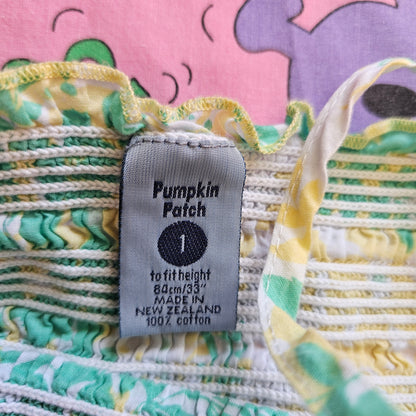 Pumpkin
Patch
1
to fit height
84cm/33"
MADE IN
NEW ZEALAND
100% cotton